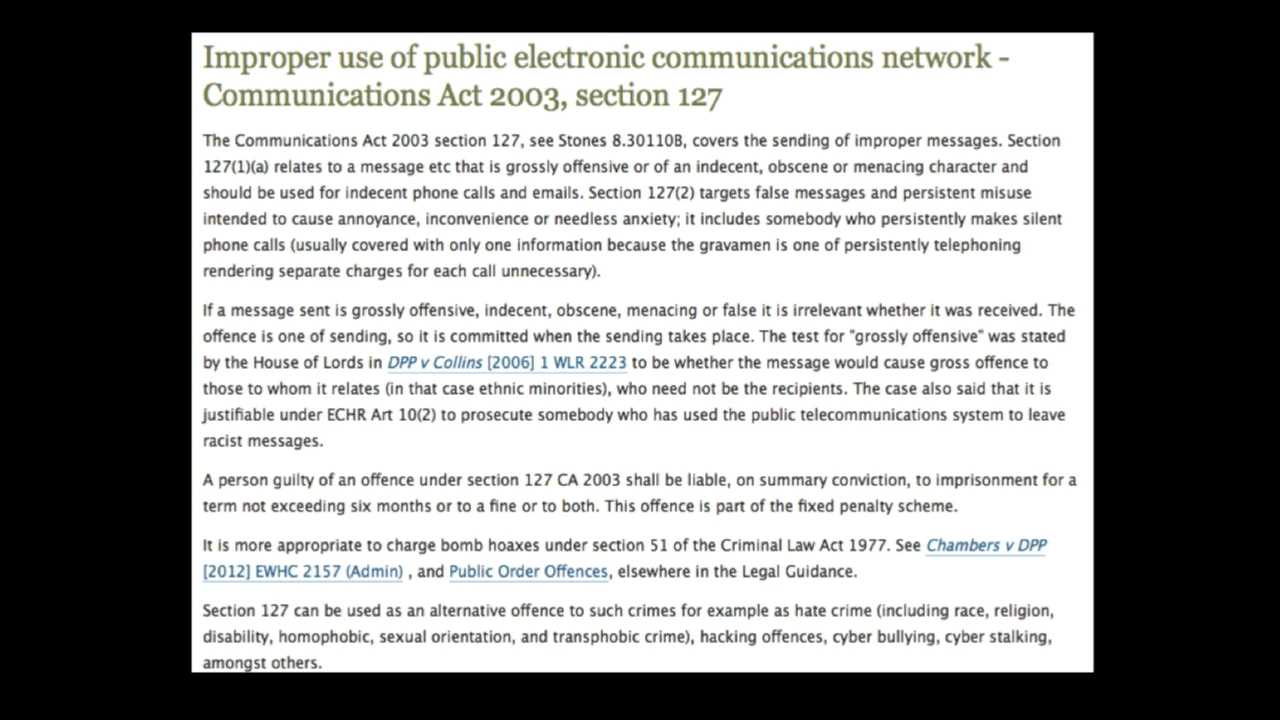 Improper use of public electronic communications network -
Communications Act 2003, section 127
The Communications Act 2003 section 127, see Stones 8.30110B, covers the sending of improper messages. Section
127(1)(a) relates to a message etc that is grossly offensive or of an indecent, obscene or menacing character and
should be used for indecent phone calls and emails. Section 127(2) targets false messages and persistent misuse
intended to cause annoyance, inconvenience or needless anxiety; it includes somebody who persistently makes silent
phone calls (usually covered with only one information because the gravamen is one of persistently telephoning
rendering separate charges for each call unnecessary).
If a message sent is grossly offensive, indecent, obscene, menacing or false it is irrelevant whether it was received. The
offence is one of sending, so it is committed when the sending takes place. The test for "grossly offensive" was stated
by the House of Lords in DPP v Collins [2006] 1 WLR 2223 to be whether the message would cause gross offence to
those to whom it relates (in that case ethnic minorities), who need not be the recipients. The case also said that it is
justifiable under ECHR Art 10(2) to prosecute somebody who has used the public telecommunications system to leave
racist messages.
A person guilty of an offence under section 127 CA 2003 shall be liable, on summary conviction, to imprisonment for a
term not exceeding six months or to a fine or to both. This offence is part of the fixed penalty scheme.
It is more appropriate to charge bomb hoaxes under section 51 of the Criminal Law Act 1977. See Chambers v DPP
[2012] EWHC 2157 (Admin) , and Public Order Offences, elsewhere in the Legal Guidance.
Section 127 can be used as an alternative offence to such crimes for example as hate crime (including race, religion,
disability, homophobic, sexual orientation, and transphobic crime), hacking offences, cyber bullying, cyber stalking,
amongst others.